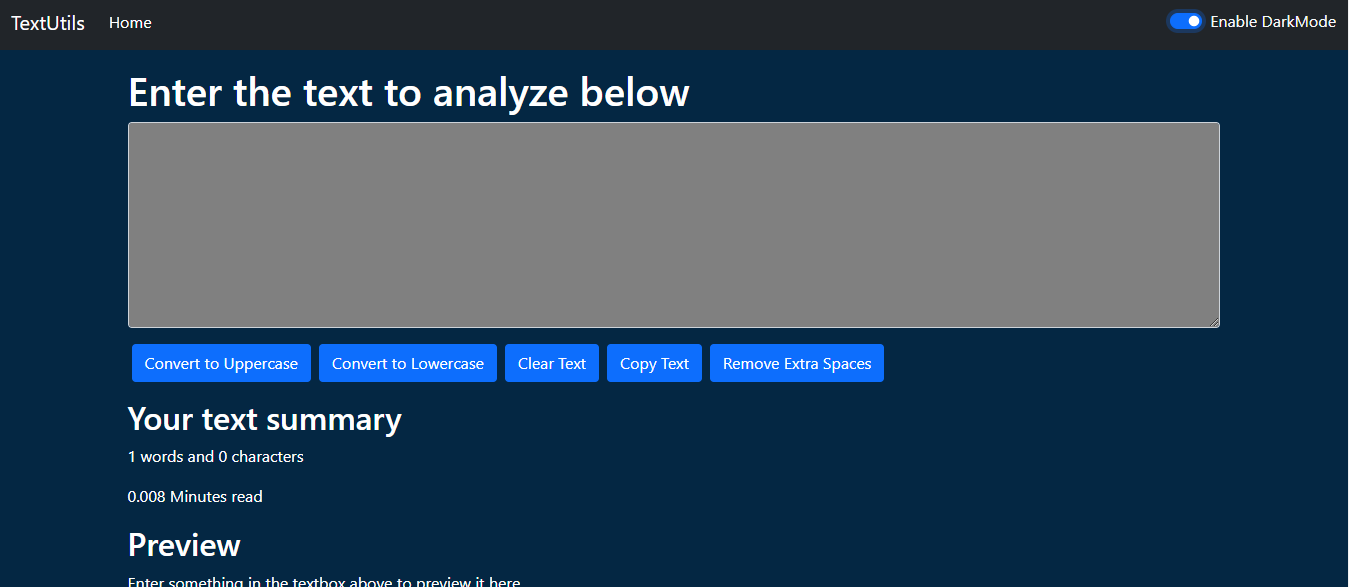 TextUtils Home Enable DarkMode
Enter the text to analyze below
Convert to Uppercase Convert to Lowercase Clear Text Copy Text Remove Extra Spaces
Your text summary
1 words and 0 characters
0.008 Minutes read
Preview
Enter something in the textbox above to preview it here